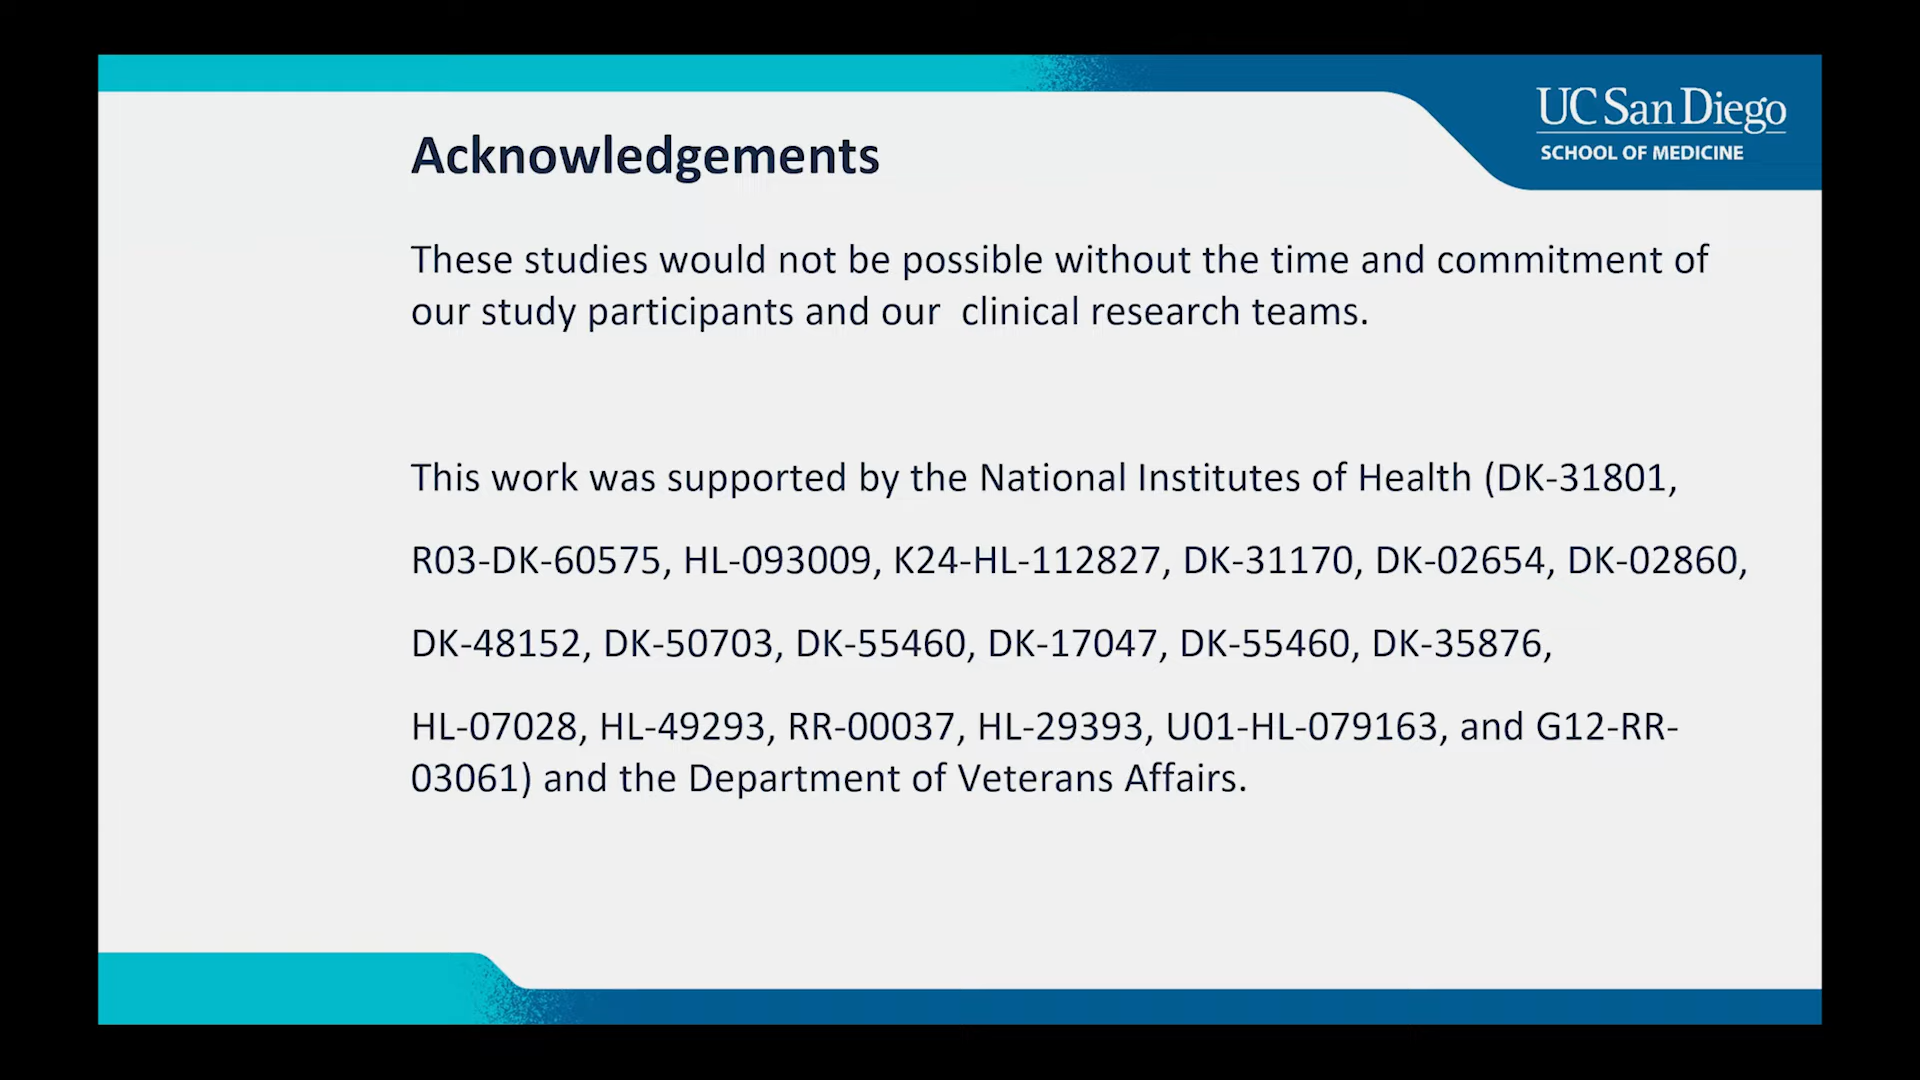 UC San Diego
SCHOOL OF MEDICINE
Acknowledgements
These studies would not be possible without the time and commitment of
our study participants and our  clinical research teams.
This work was supported by the National Institutes of Health (DK-31801,
R03-DK-60575, HL-093009, K24-HL-112827, DK-31170, DK-02654, DK-02860,
DK-48152, DK-50703, DK-55460, DK-17047, DK-55460, DK-35876,
HL-07028, HL-49293, RR-00037, HL-29393, U01-HL-079163, and G12-RR-
03061) and the Department of Veterans Affairs.